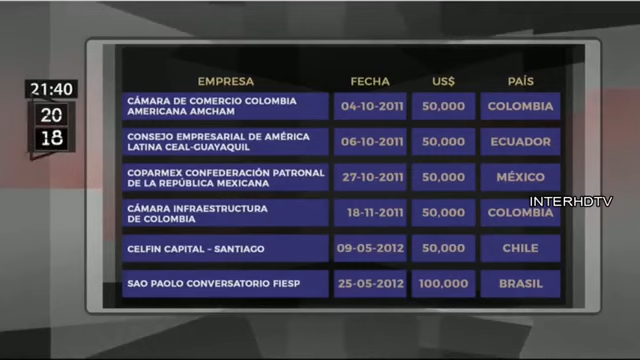 EMPRESA FECHA US$ PAÍS
21:40
20
18
CÁMARA DE COMERCIO COLOMBIA
AMERICANA AMCHAM
04-10-2011 50,000 COLOMBIA
CONSEJO EMPRESARIAL DE AMÉRICA
LATINA CEAL-GUAYAQUIL
06-10-2011 50,000 ECUADOR
COPARMEX CONFEDERACIÓN PATRONAL
DE LA REPÚBLICA MEXICANA
27-10-2011 50,000 MÉXICO
INTERHDTV
CÁMARA INFRAESTRUCTURA
DE COLOMBIA
18-11-2011 50,000 COLOMBIA
CELFIN CAPITAL – SANTIAGO 09-05-2012 50,000 CHILE
SAO PAOLO CONVERSATORIO FIESP 25-05-2012 100,000 BRASIL